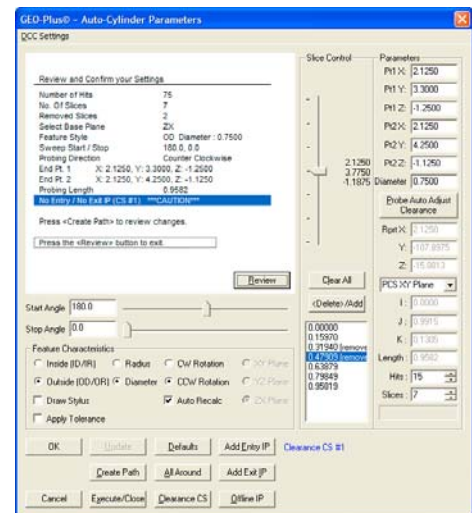 GEO-Plus© – Auto-Cylinder Parameters
DCC Settings
Review and Confirm your Settings
Number of Hits 75
No. Of Slices 7
Removed Slices 2
Select Base Plane ZX
Feature Style OD Diameter : 0.7500
Sweep Start / Stop 180.0, 0.0
Probing Direction Counter Clockwise
End Pt. 1 X: 2.1250, Y: 3.3000, Z: -1.2500
End Pt. 2 X: 2.1250, Y: 4.2500, Z: -1.1250
Probing Length 0.9582
No Entry / No Exit IP (CS #1) ***CAUTION***
Press <Create Path> to review changes.
Press the <Review> button to exit.
Review
Start Angle 180.0
Stop Angle 0.0
Feature Characteristics
Inside (ID/IR) Radius CW Rotation XY Plane
Outside (OD/OR) Diameter CCW Rotation YZ Plane
Draw Stylus Auto Recalc ZX Plane
Apply Tolerance
OK Update Defaults Add Entry IP Clearance CS #1
Create Path All Around Add Exit IP
Cancel Execute/Close Clearance CS Offline IP
Slice Control
2.1250
3.7750
-1.1875
Clear All
<Delete> /Add
0.00000
0.15970
0.31940 (remove
0.47909 (remove
0.63879
0.79849
0.95819
Parameters
Pt1 X: 2.1250
Pt1 Y: 3.3000
Pt1 Z: -1.2500
Pt2 X: 2.1250
Pt2 Y: 4.2500
Pt2 Z: -1.1250
Diameter 0.7500
Probe Auto Adjust
Clearance
Rprt X: 2.1250
Y: -107.8975
Z: -15.0813
PCS XY Plane
I : 0.0000
J : 0.9915
K : 0.1305
Length : 0.9582
Hits : 15
Slices : 7